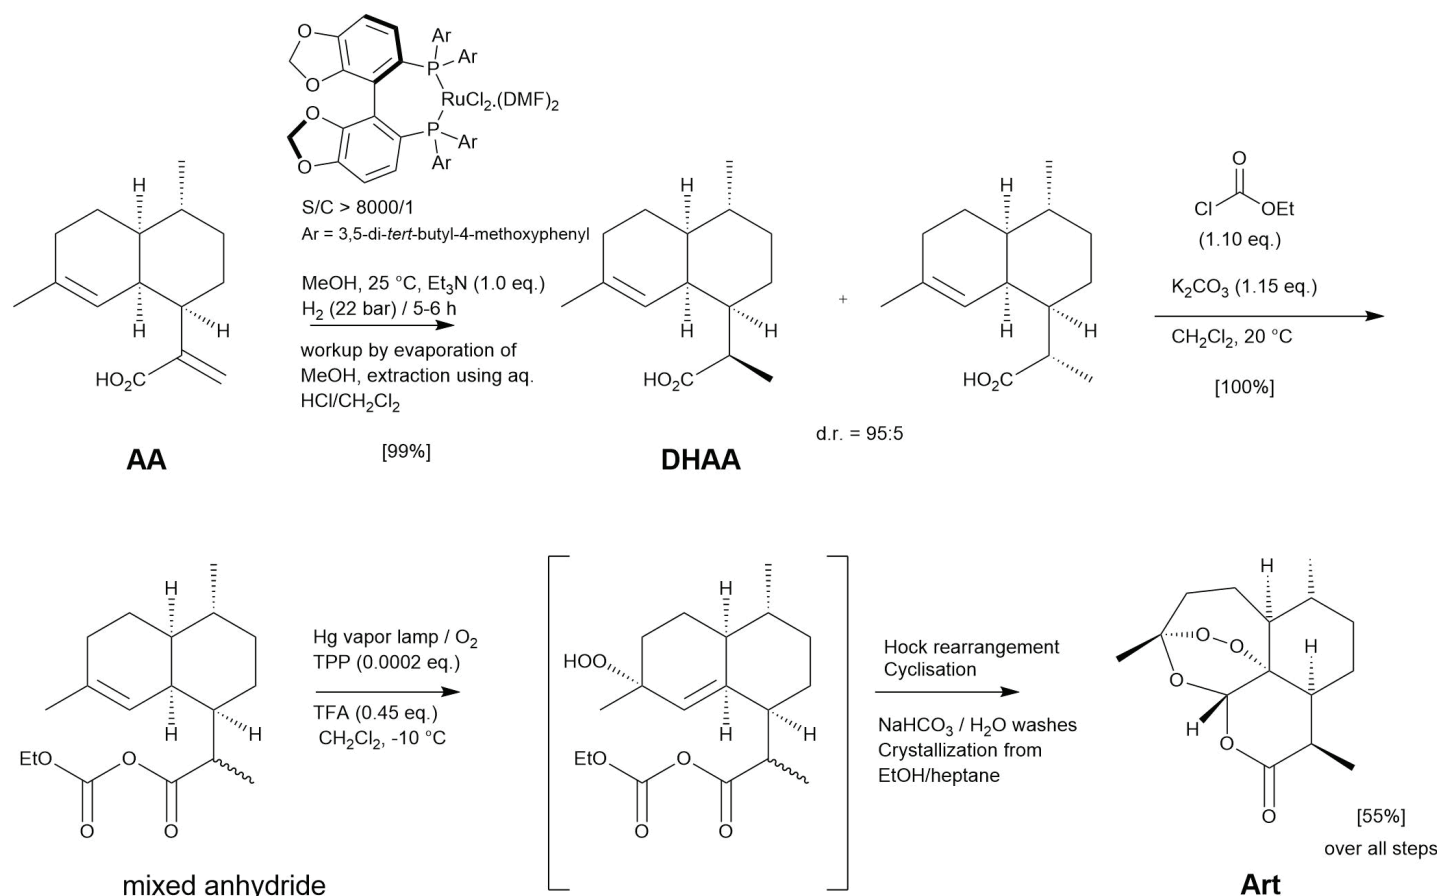 O
O
O
O
P
P
Ar
Ar
Ar
Ar
RuCl2.(DMF)2
S/C > 8000/1
Ar = 3,5-di-tert-butyl-4-methoxyphenyl
MeOH, 25 °C, Et3N (1.0 eq.)
H2 (22 bar) / 5-6 h
workup by evaporation of
MeOH, extraction using aq.
HCl/CH2Cl2
[99%]
H
H
H
HO2C
AA
H
H
H
HO2C
DHAA
+
d.r. = 95:5
H
H
H
HO2C
O
Cl
OEt
(1.10 eq.)
K2CO3 (1.15 eq.)
CH2Cl2, 20 °C
[100%]
H
H
H
EtO
O
O
O
mixed anhydride
Hg vapor lamp / O2
TPP (0.0002 eq.)
TFA (0.45 eq.)
CH2Cl2, -10 °C
H
HOO
H
H
EtO
O
O
O
Hock rearrangement
Cyclisation
NaHCO3 / H2O washes
Crystallization from
EtOH/heptane
H
O
O
H
O
H
O
O
[55%]
over all steps
Art